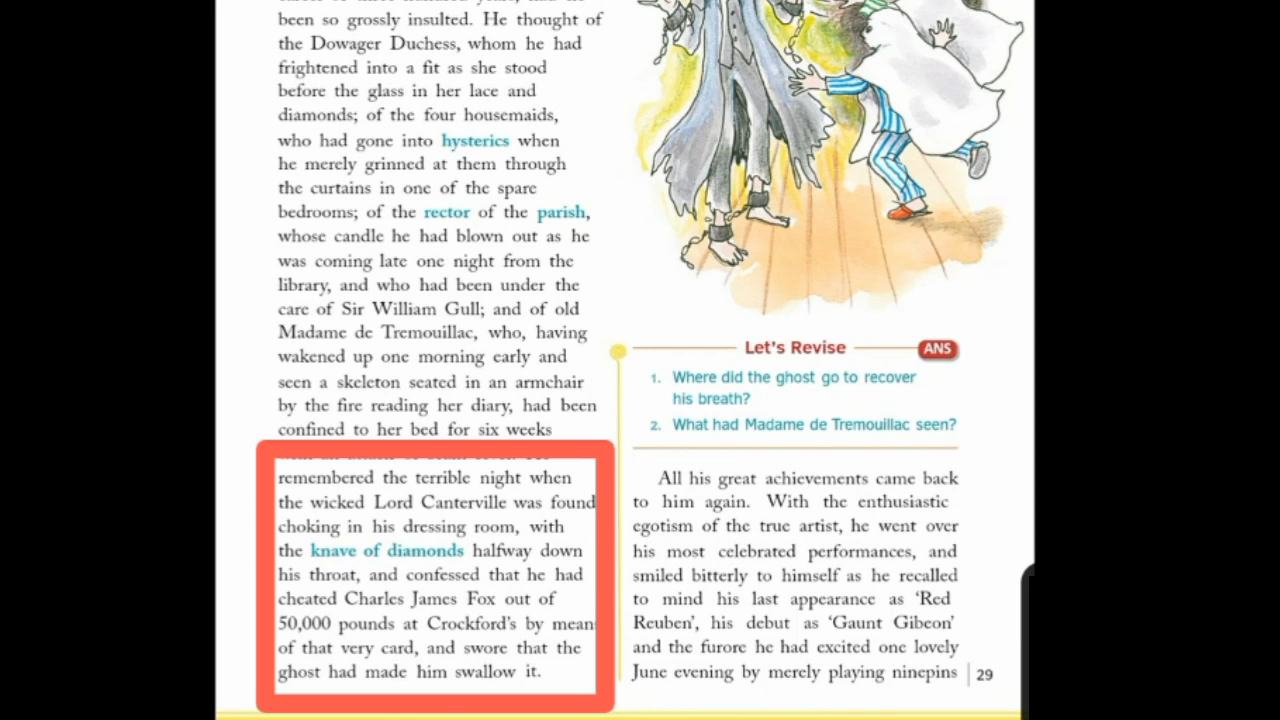 been so grossly insulted. He thought of
the Dowager Duchess, whom he had
frightened into a fit as she stood
before the glass in her lace and
diamonds; of the four housemaids,
who had gone into hysterics when
he merely grinned at them through
the curtains in one of the spare
bedrooms; of the rector of the parish,
whose candle he had blown out as he
was coming late one night from the
library, and who had been under the
care of Sir William Gull; and of old
Madame de Tremouillac, who, having
wakened up one morning early and
seen a skeleton seated in an armchair
by the fire reading her diary, had been
confined to her bed for six weeks
remembered the terrible night when
the wicked Lord Canterville was found
choking in his dressing room, with
the knave of diamonds halfway down
his throat, and confessed that he had
cheated Charles James Fox out of
50,000 pounds at Crockford's by mean
of that very card, and swore that the
ghost had made him swallow it.
Let's Revise ANS
1. Where did the ghost go to recover
his breath?
2. What had Madame de Tremouillac seen?
All his great achievements came back
to him again. With the enthusiastic
egotism of the true artist, he went over
his most celebrated performances, and
smiled bitterly to himself as he recalled
to mind his last appearance as 'Red
Reuben', his debut as 'Gaunt Gibeon'
and the furore he had excited one lovely
June evening by merely playing ninepins
29